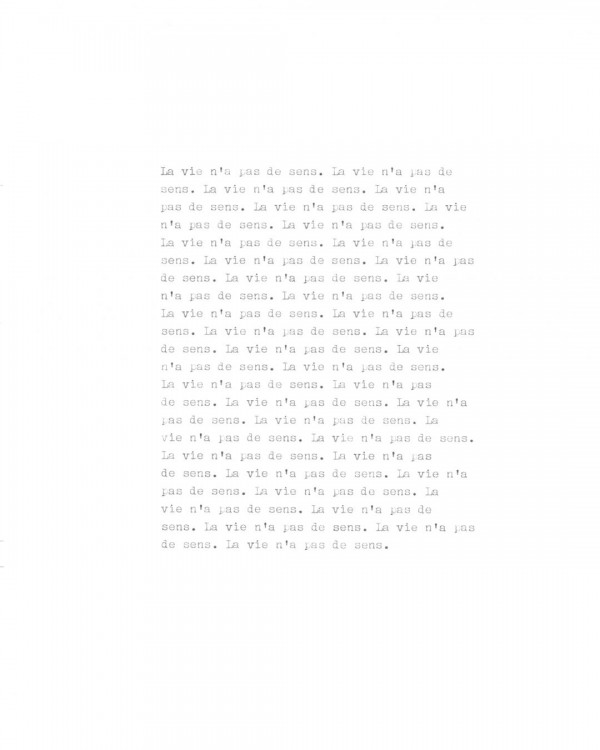 La vie n'a pas de sens. La vie n'a pas de
sens. La vie n'a pas de sens. La vie n'a
pas de sens. La vie n'a pas de sens. La vie
n'a pas de sens. La vie n'a pas de sens.
La vie n'a pas de sens. La vie n'a pas de
sens. La vie n'a pas de sens. La vie n'a pas
de sens. La vie n'a pas de sens. La vie
n'a pas de sens. La vie n'a pas de sens.
La vie n'a pas de sens. La vie n'a pas de
sens. La vie n'a pas de sens. La vie n'a pas
de sens. La vie n'a pas de sens. La vie
n'a pas de sens. La vie n'a pas de sens.
La vie n'a pas de sens. La vie n'a pas
de sens. La vie n'a pas de sens. La vie n'a
pas de sens. La vie n'a pas de sens. La
vie n'a pas de sens. La vie n'a pas de sens.
La vie n'a pas de sens. La vie n'a pas
de sens. La vie n'a pas de sens. La vie n'a
pas de sens. La vie n'a pas de sens. La
vie n'a pas de sens. La vie n'a pas de
sens. La vie n'a pas de sens. La vie n'a pas
de sens. La vie n'a pas de sens.